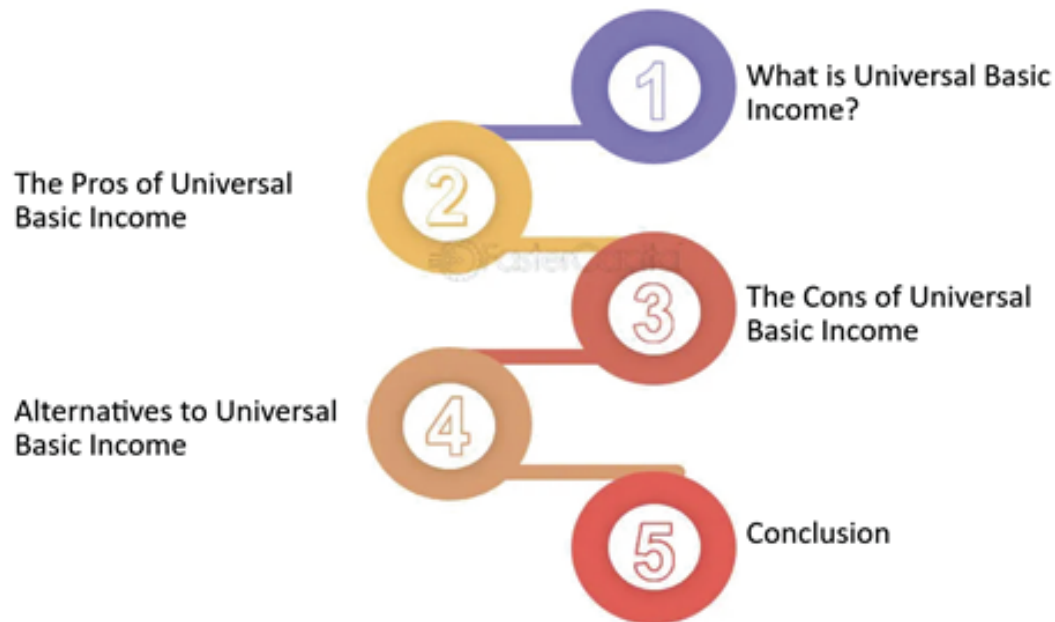 1
What is Universal Basic
Income?
2
The Pros of Universal
Basic Income
FasterCapital
3
The Cons of Universal
Basic Income
4
Alternatives to Universal
Basic Income
5
Conclusion